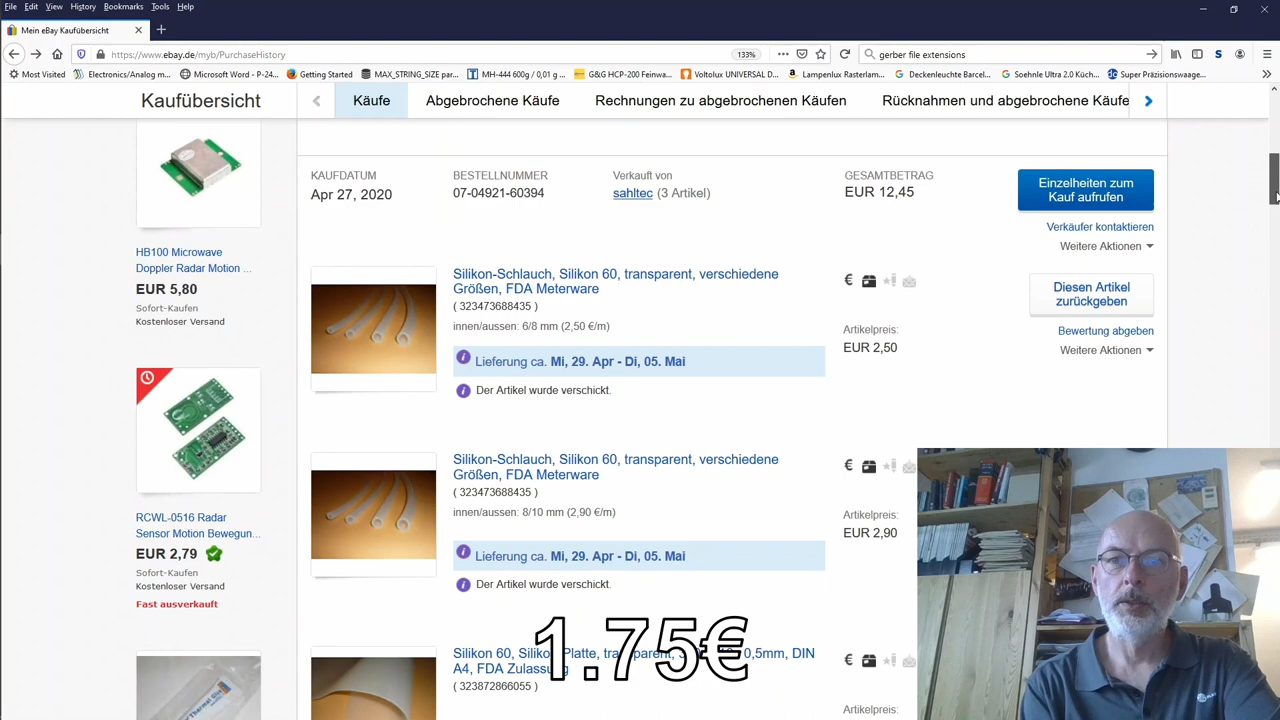 File Edit View History Bookmarks Tools Help
Mein eBay Kaufübersicht
https://www.ebay.de/myb/PurchaseHistory
133%
gerber file extensions
Most Visited
Electronics/Analog m...
Microsoft Word - P-24...
Getting Started
MAX_STRING_SIZE par...
MH-444 600g / 0,01 g ...
G&G HCP-200 Feinwa...
Voltolux UNIVERSAL D...
Lampenlux Rasterlam...
Deckenleuchte Barcel...
Soehnle Ultra 2.0 Küch...
Super Präzisionswaage...
Kaufübersicht
Käufe
Abgebrochene Käufe
Rechnungen zu abgebrochenen Käufen
Rücknahmen und abgebrochene Käufe
HB100 Microwave
Doppler Radar Motion ...
EUR 5,80
Sofort-Kaufen
Kostenloser Versand
RCWL-0516 Radar
Sensor Motion Bewegun...
EUR 2,79
Sofort-Kaufen
Kostenloser Versand
Fast ausverkauft
KAUFDATUM
Apr 27, 2020
BESTELLNUMMER
07-04921-60394
Verkauft von
sahltec (3 Artikel)
GESAMTBETRAG
EUR 12,45
Einzelheiten zum
Kauf aufrufen
Verkäufer kontaktieren
Weitere Aktionen
Silikon-Schlauch, Silikon 60, transparent, verschiedene
Größen, FDA Meterware
( 323473688435 )
innen/aussen: 6/8 mm (2,50 €/m)
Lieferung ca. Mi, 29. Apr - Di, 05. Mai
Der Artikel wurde verschickt.
Artikelpreis:
EUR 2,50
Diesen Artikel
zurückgeben
Bewertung abgeben
Weitere Aktionen
Silikon-Schlauch, Silikon 60, transparent, verschiedene
Größen, FDA Meterware
( 323473688435 )
innen/aussen: 8/10 mm (2,90 €/m)
Lieferung ca. Mi, 29. Apr - Di, 05. Mai
Der Artikel wurde verschickt.
Artikelpreis:
EUR 2,90
1.75€
Silikon 60, Platte, 0,5mm, DIN
A4, FDA Zulassung
( 323872866055 )
Artikelpreis: